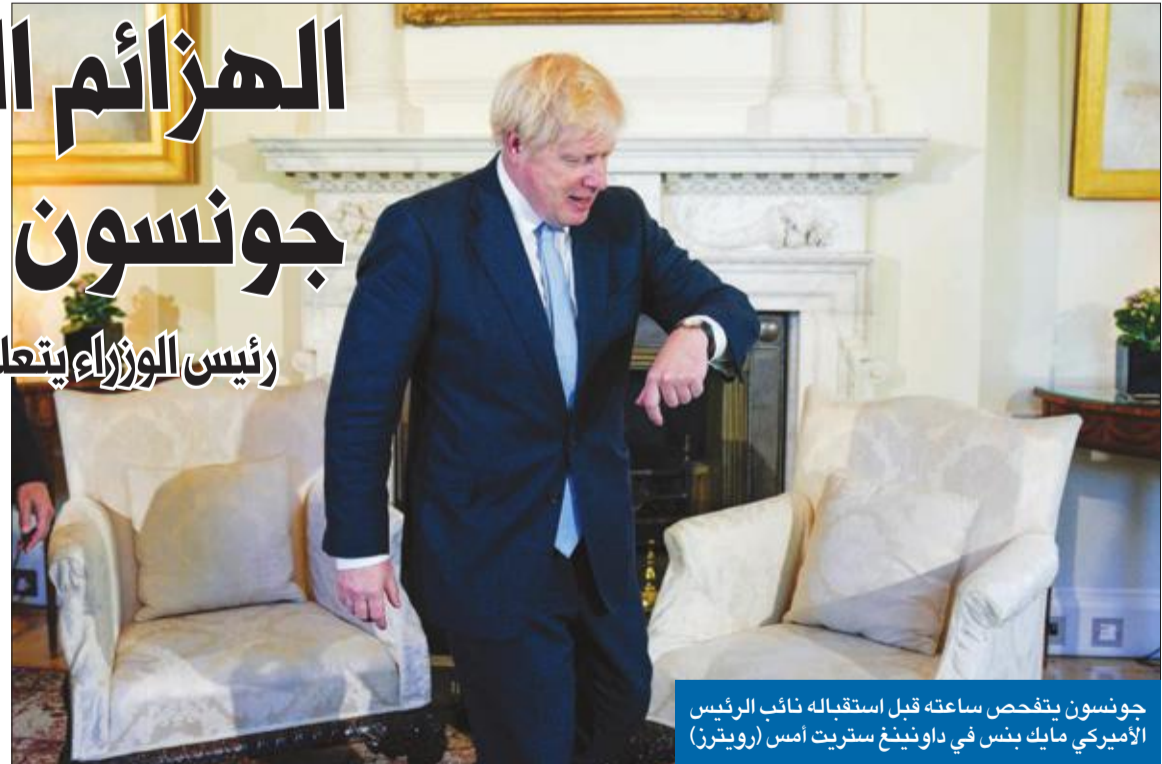 الهزائم
جونسون
رئيس الوزراء
جونسون يتفحص ساعته قبل استقباله نائب الرئيس
الأميركي مايك بنس في داونينغ ستريت أمس (رويترز)